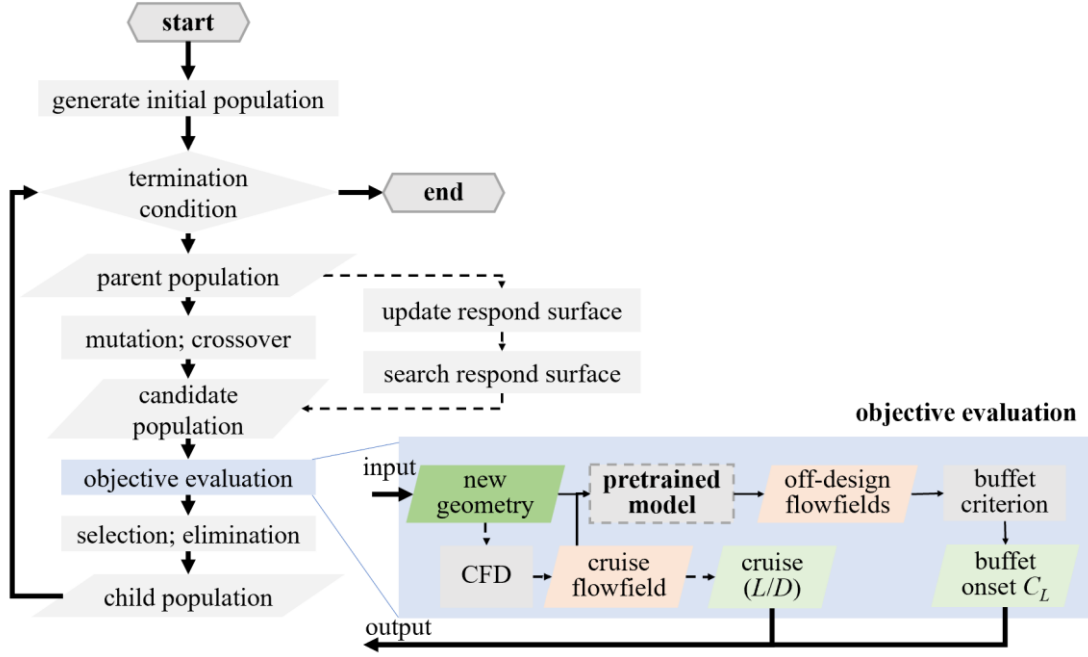 start
generate initial population
termination
condition
end
parent population
update respond surface
mutation; crossover
search respond surface
candidate
population
objective evaluation
objective evaluation
input
new
geometry
pretrained
model
off-design
flowfields
buffet
criterion
selection; elimination
CFD
cruise
flowfield
cruise
(L/D)
buffet
onset C_L
child population
output